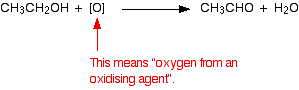 CH3CH2OH + [O] CH3CHO + H2O
This means "oxygen from an
oxidising agent".